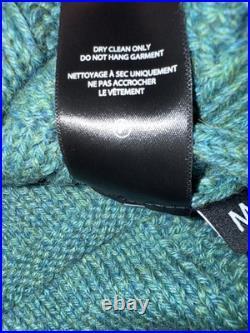 DRY CLEAN ONLY
DO NOT HANG GARMENT
NETTOYAGE À SEC UNIQUEMENT
NE PAS ACCROCHER
LE VÊTEMENT
M